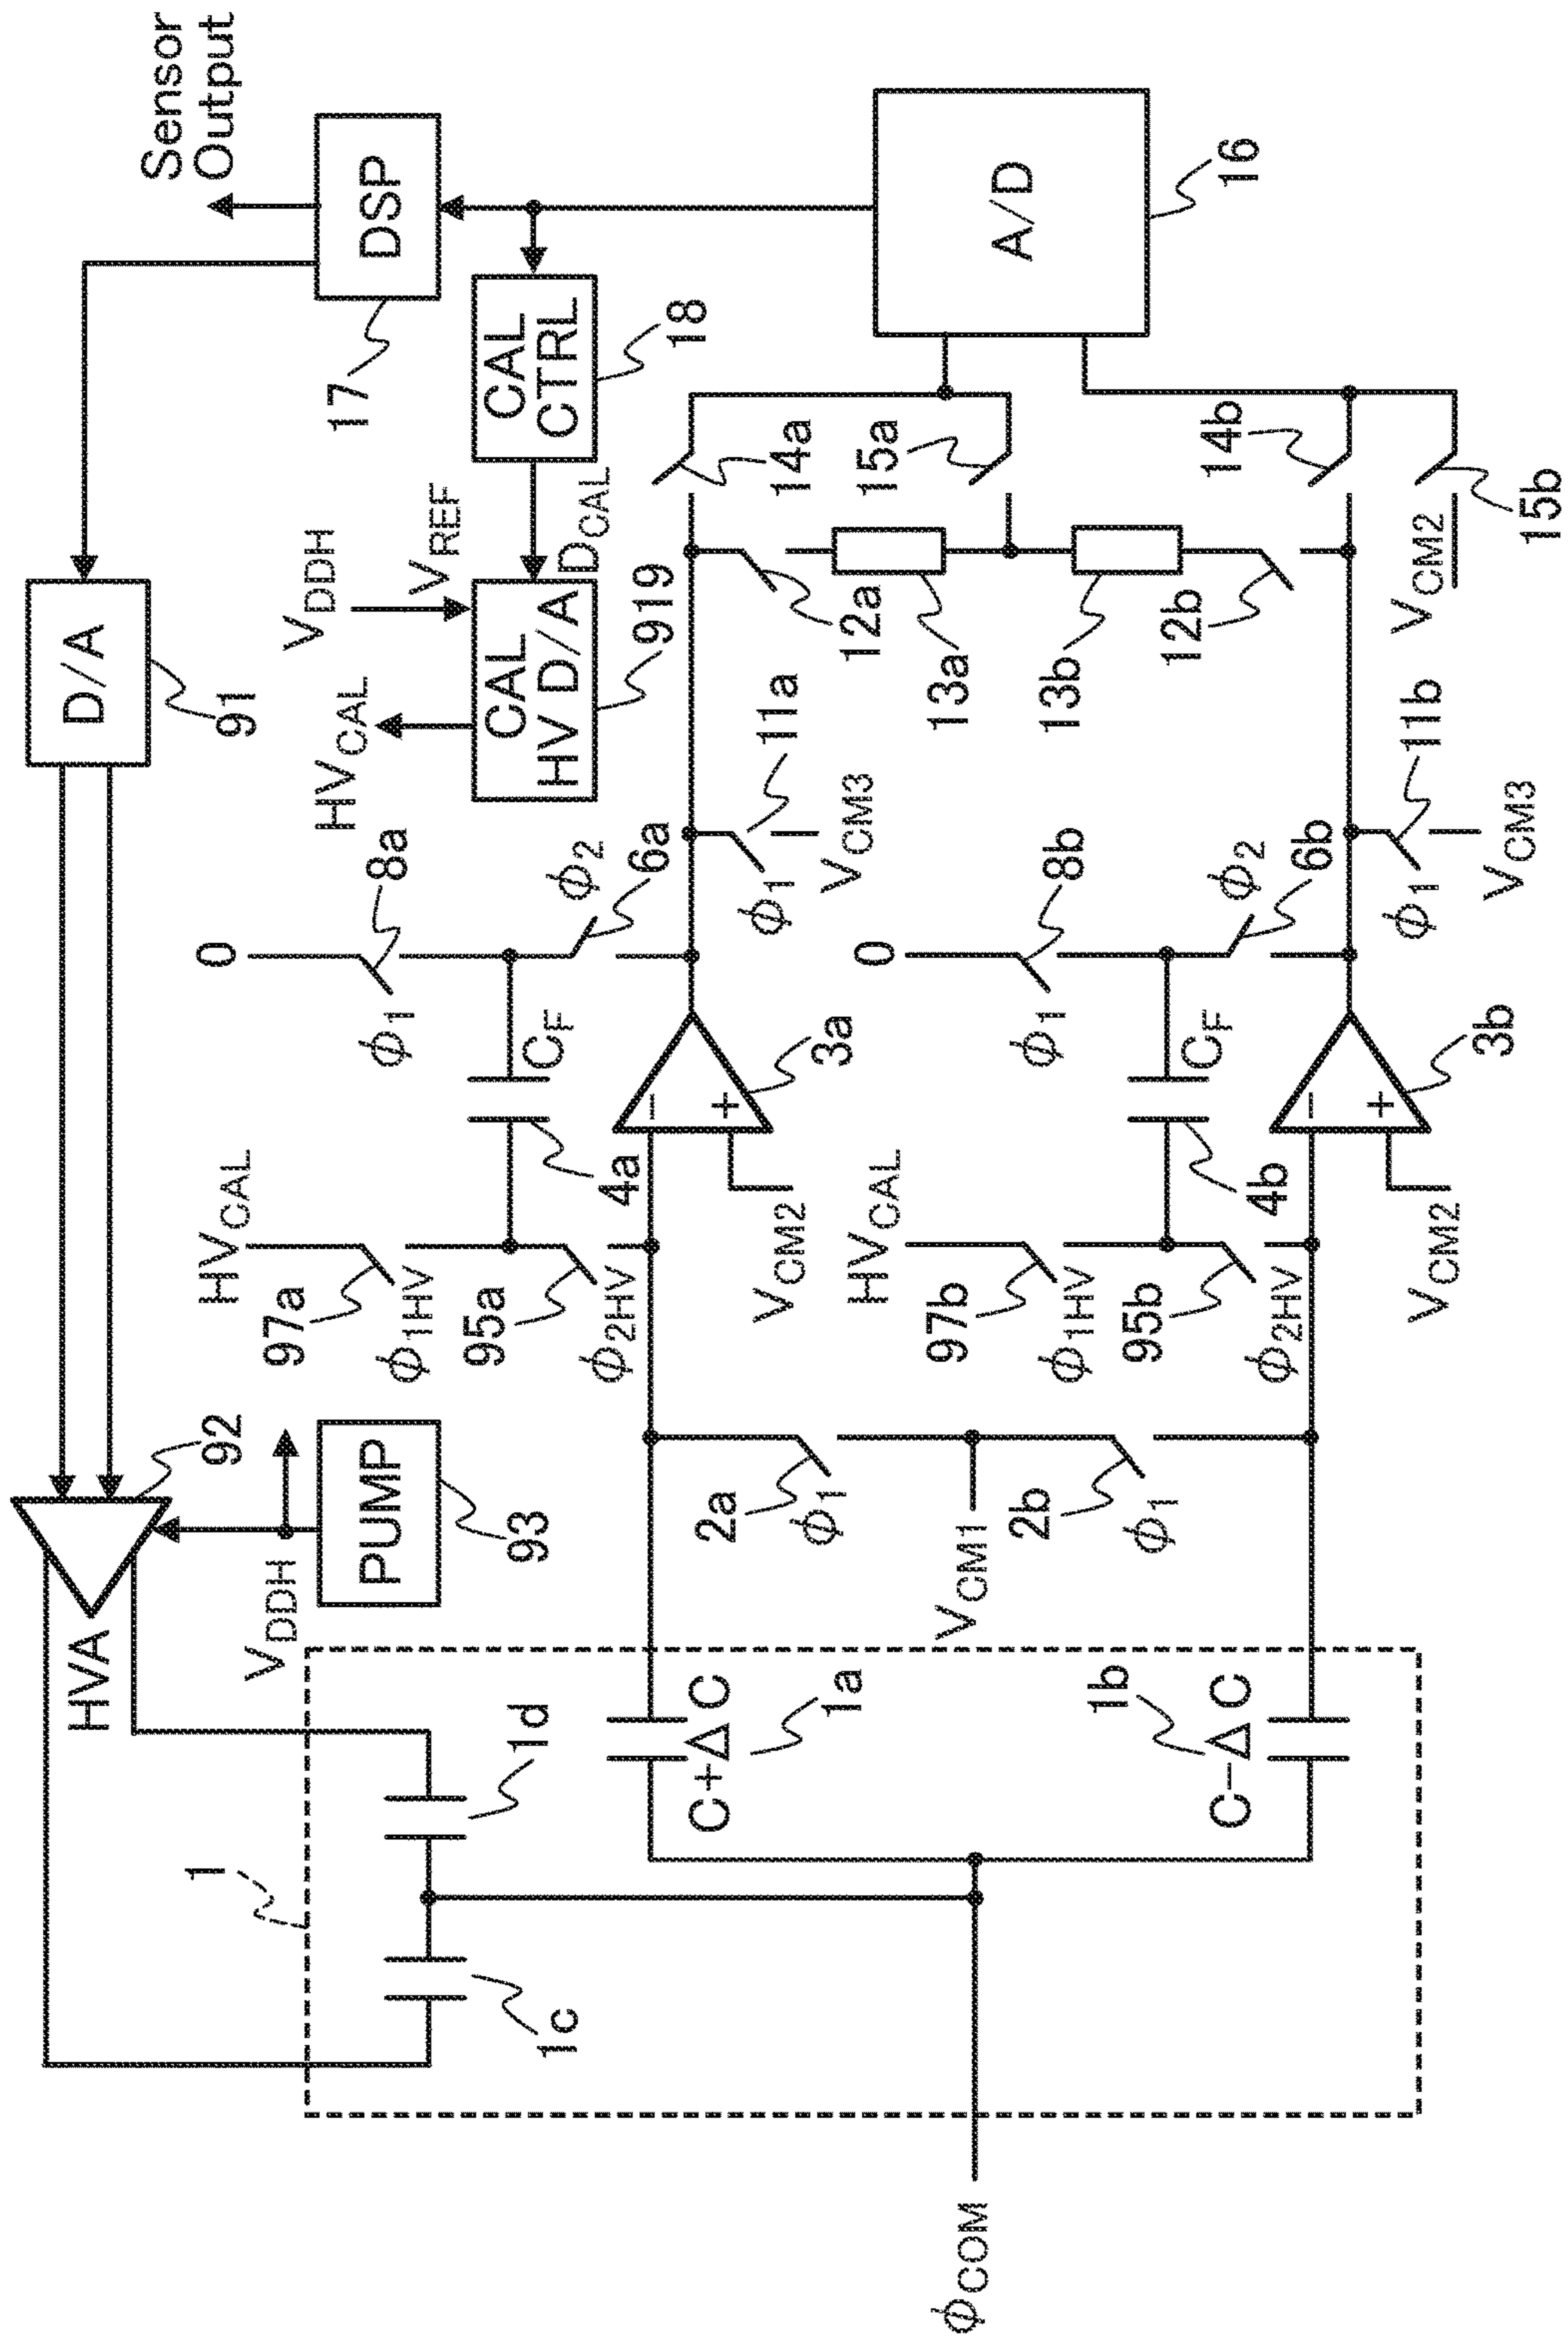 Sensor
Output
D/A
91
DSP
17
HVA
92
V_DDH
PUMP
93
V_DDH
V_REF
HV_CAL
CAL
HV D/A
919
D_CAL
CAL
CTRL
18
1
1c
1d
HV_CAL
97a
ϕ1HV
95a
ϕ2HV
4a
C_F
0
8a
ϕ1
ϕ2
6a
3a
−
+
V_CM2
ϕ1
11a
V_CM3
12a
13a
13b
12b
14a
15a
14b
15b
V_CM2
A/D
16
C+ΔC
1a
2a
ϕ1
V_CM1
2b
ϕ1
1b
C−ΔC
HV_CAL
97b
ϕ1HV
95b
ϕ2HV
4b
C_F
0
8b
ϕ1
ϕ2
6b
3b
−
+
V_CM2
ϕ1
11b
V_CM3
ϕCOM